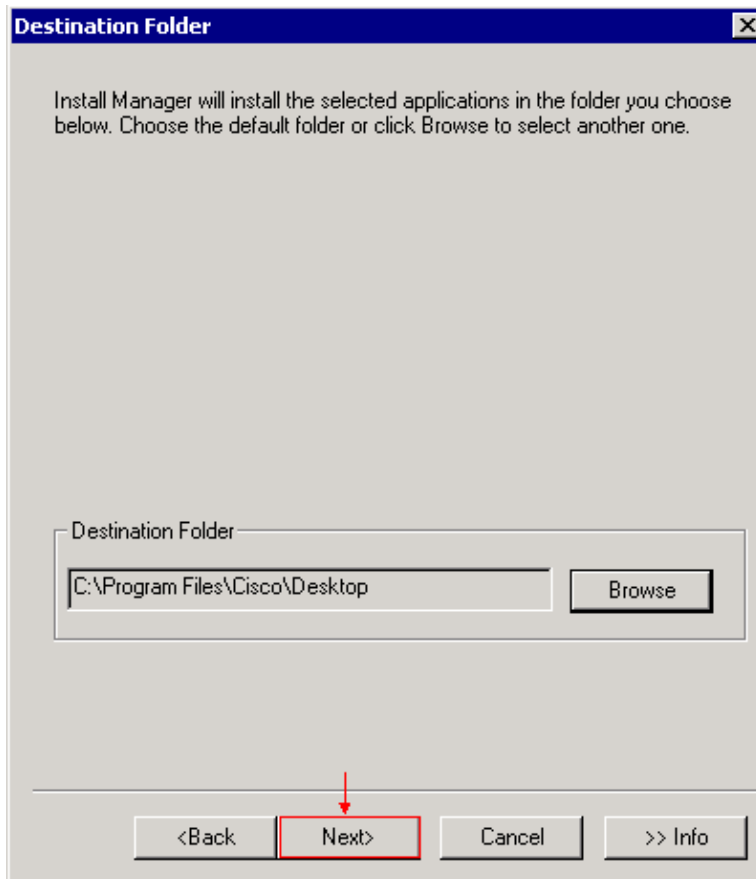 Destination Folder
Install Manager will install the selected applications in the folder you choose
below. Choose the default folder or click Browse to select another one.
Destination Folder
C:\Program Files\Cisco\Desktop
Browse
<Back
Next>
Cancel
>> Info